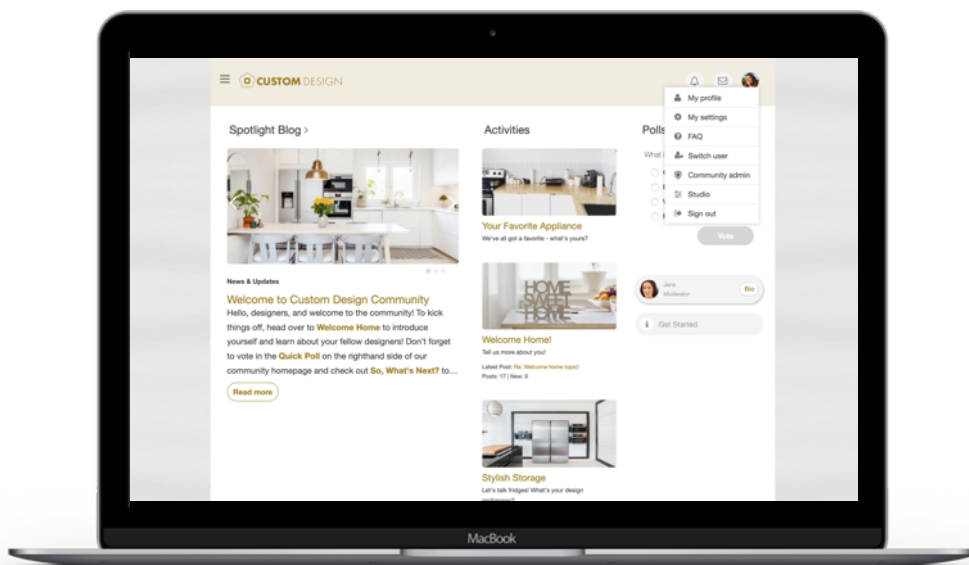 CUSTOM DESIGN
My profile
My settings
FAQ
Switch user
Community admin
Studio
Sign out
Spotlight Blog >
News & Updates
Welcome to Custom Design Community
Hello, designers, and welcome to the community! To kick
things off, head over to Welcome Home to introduce
yourself and learn about your fellow designers! Don't forget
to vote in the Quick Poll on the righthand side of our
community homepage and check out So, What's Next? to...
Read more
Activities
Your Favorite Appliance
We've all got a favorite - what's yours?
HOME
SWEET
HOME
Welcome Home!
Tell us more about you!
Latest Post: Re: Welcome home topic!
Posts: 17 | New: 0
Stylish Storage
Let's talk fridges! What's your design
Polls
What
Vote
Jane
Moderator
Bio
Get Started
MacBook